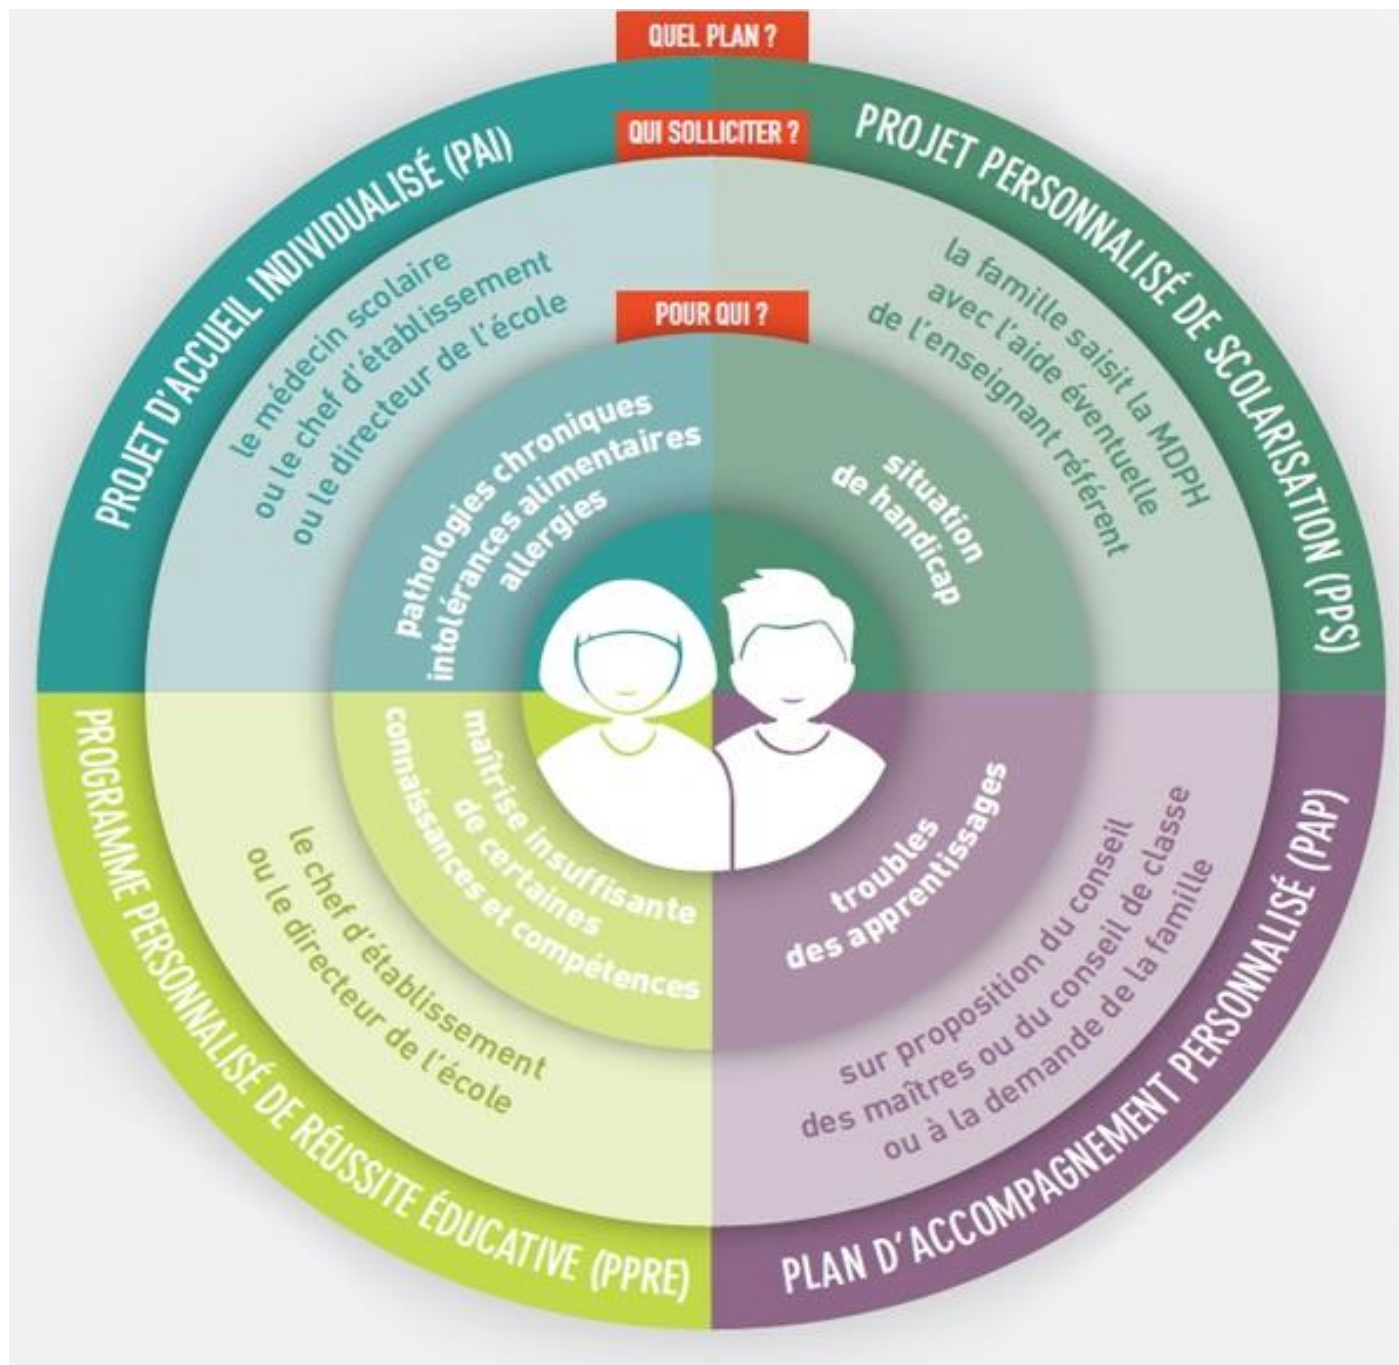 QUEL PLAN ?
QUI SOLLICITER ?
POUR QUI ?
PROJET D'ACCUEIL INDIVIDUALISÉ (PAI)
le médecin scolaire
ou le chef d'établissement
ou le directeur de l'école
pathologies chroniques
intolérances alimentaires
allergies
PROJET PERSONNALISÉ DE SCOLARISATION (PPS)
la famille saisit la MDPH
avec l'aide éventuelle
de l'enseignant référent
situation
de handicap
PROGRAMME PERSONNALISÉ DE RÉUSSITE ÉDUCATIVE (PPRE)
le chef d'établissement
ou le directeur de l'école
maîtrise insuffisante
de certaines
connaissances et compétences
PLAN D'ACCOMPAGNEMENT PERSONNALISÉ (PAP)
sur proposition du conseil
des maîtres ou du conseil de classe
ou à la demande de la famille
troubles
des apprentissages